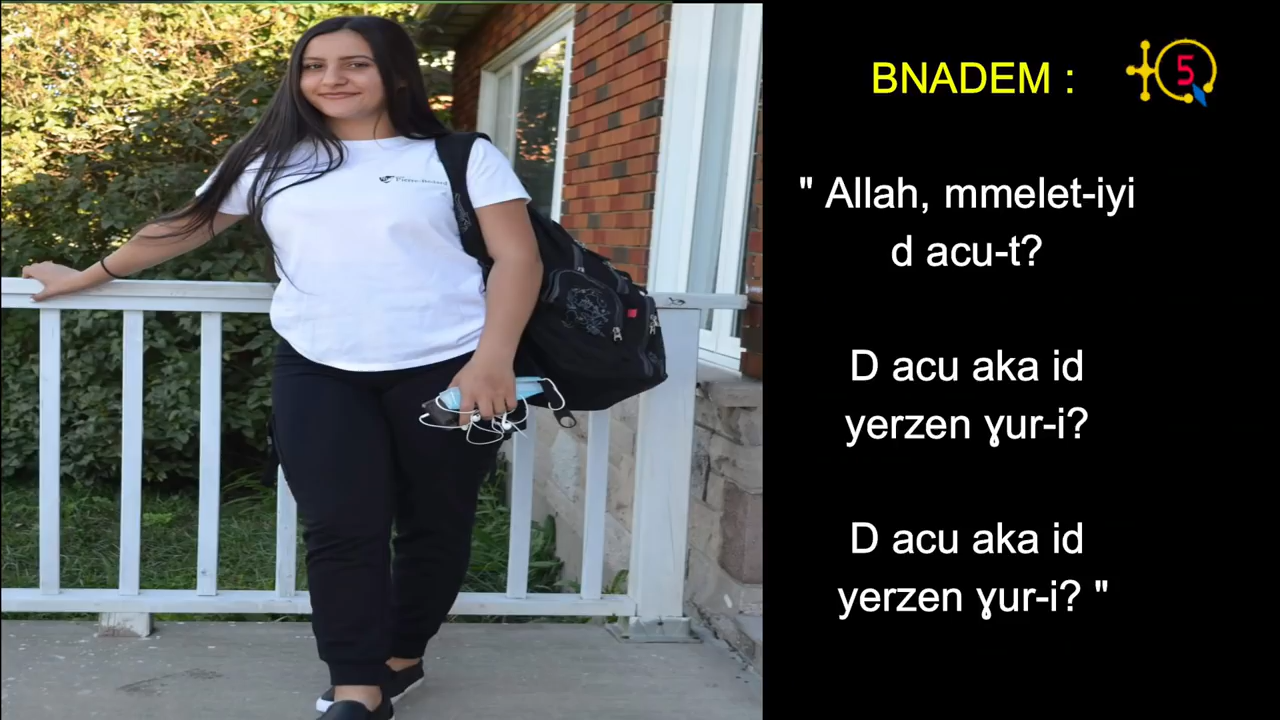 BNADEM :
5
" Allah, mmelet-iyi
d acu-t?
D acu aka id
yerzen ɣur-i?
D acu aka id
yerzen ɣur-i? "